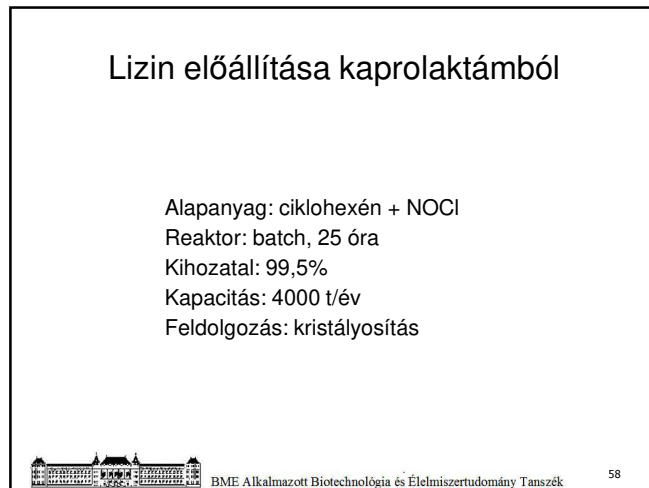 Lizin előállítása kaprolaktámból
Alapanyag: ciklohexén + NOCl
Reaktor: batch, 25 óra
Kihozatal: 99,5%
Kapacitás: 4000 t/év
Feldolgozás: kristályosítás
BME Alkalmazott Biotechnológia és Élelmiszertudomány Tanszék
58